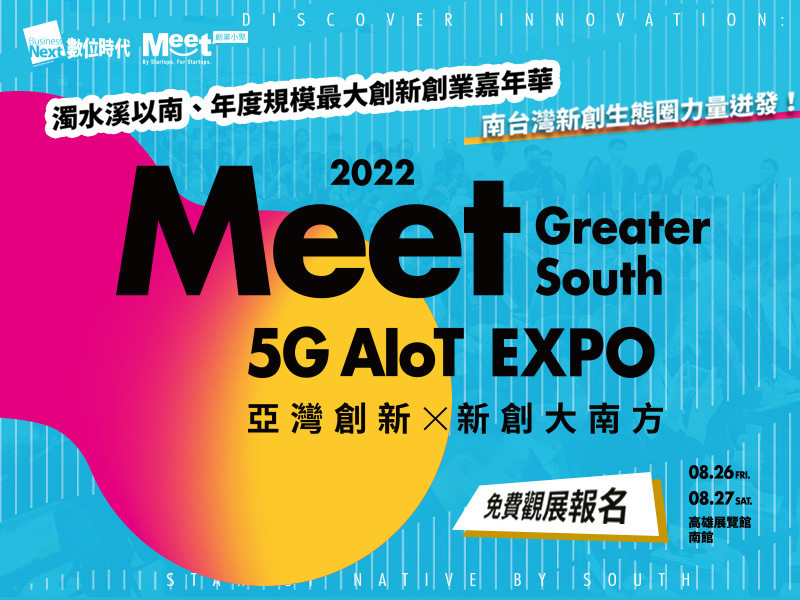 DISCOVER INNOVATION:
Business
Next 數位時代
Meet 創業小聚
By Startups. For Startups.
濁水溪以南、年度規模最大創新創業嘉年華
南台灣新創生態圈力量迸發！
2022
Meet Greater
South
5G AIoT EXPO
亞灣創新×新創大南方
免費觀展報名
08.26 FRI.
08.27 SAT.
高雄展覽館
南館
NATIVE BY SOUTH